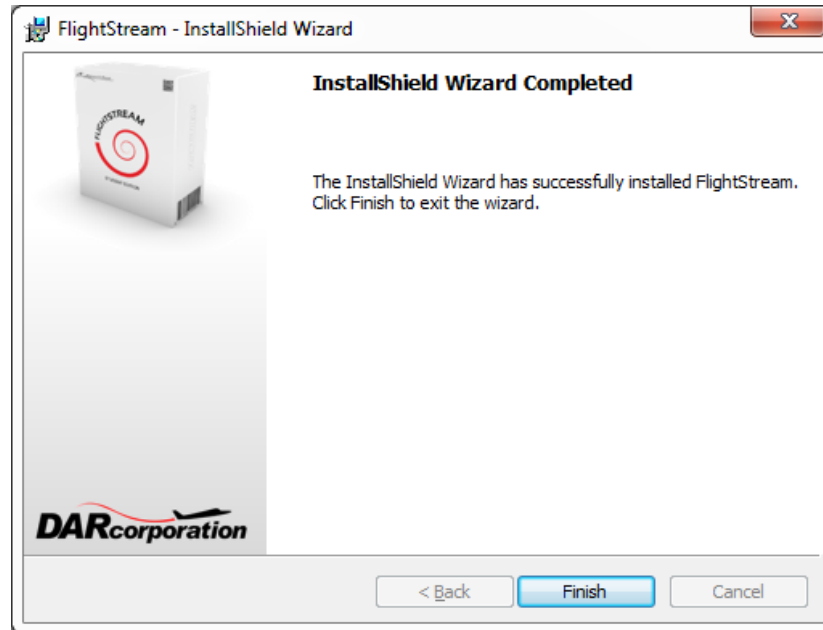 FlightStream - InstallShield Wizard
InstallShield Wizard Completed
FLIGHTSTREAM
The InstallShield Wizard has successfully installed FlightStream.
Click Finish to exit the wizard.
DARcorporation
< Back
Finish
Cancel